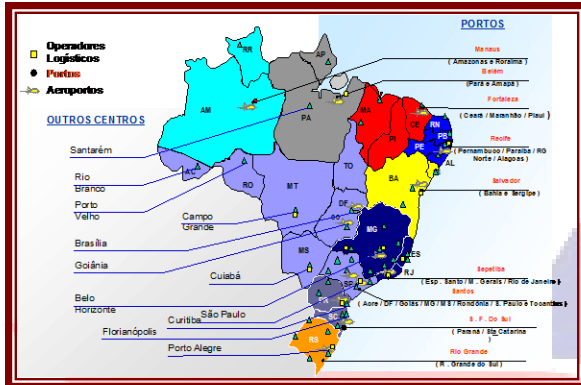 PORTOS
Operadores
Logísticos
Portos
Aeroportos
OUTROS CENTROS
Santarém
Rio
Branco
Porto
Velho
Campo
Grande
Brasília
Goiânia
Cuiabá
Belo
Horizonte
São Paulo
Curitiba
Florianópolis
Porto Alegre
Manaus
( Amazonas e Roraima )
Belém
(Pará e Amapá )
Fortaleza
( Ceará / Maranhão / Piauí )
Recife
( Pernambuco / Paraíba / RG
Norte / Alagoas )
Salvador
( Bahia e Sergipe )
Sepetiba
( Esp. Santo / M . Gerais / Rio de Janeiro )
Santos
( Acre / DF / Goiás / MG / MS / Rondônia / S. Paulo e Tocantins )
S . F. Do Sul
( Paraná / Sta Catarina )
Rio Grande
( R . Grande do Sul )
RR
AP
AM
PA
MA
CE
RN
PB
PE
PI
AL
AC
RO
TO
BA
MT
DF
MG
ES
MS
SP
RJ
SC
RS